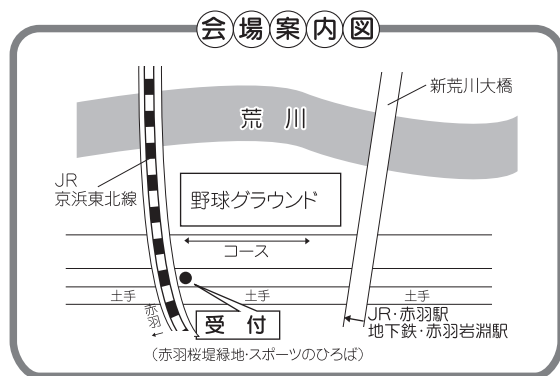 会場案内図
新荒川大橋
荒川
JR
京浜東北線
野球グラウンド
コース
土手
土手
土手
赤羽
受付
JR・赤羽駅
地下鉄・赤羽岩淵駅
(赤羽桜堤緑地・スポーツのひろば)